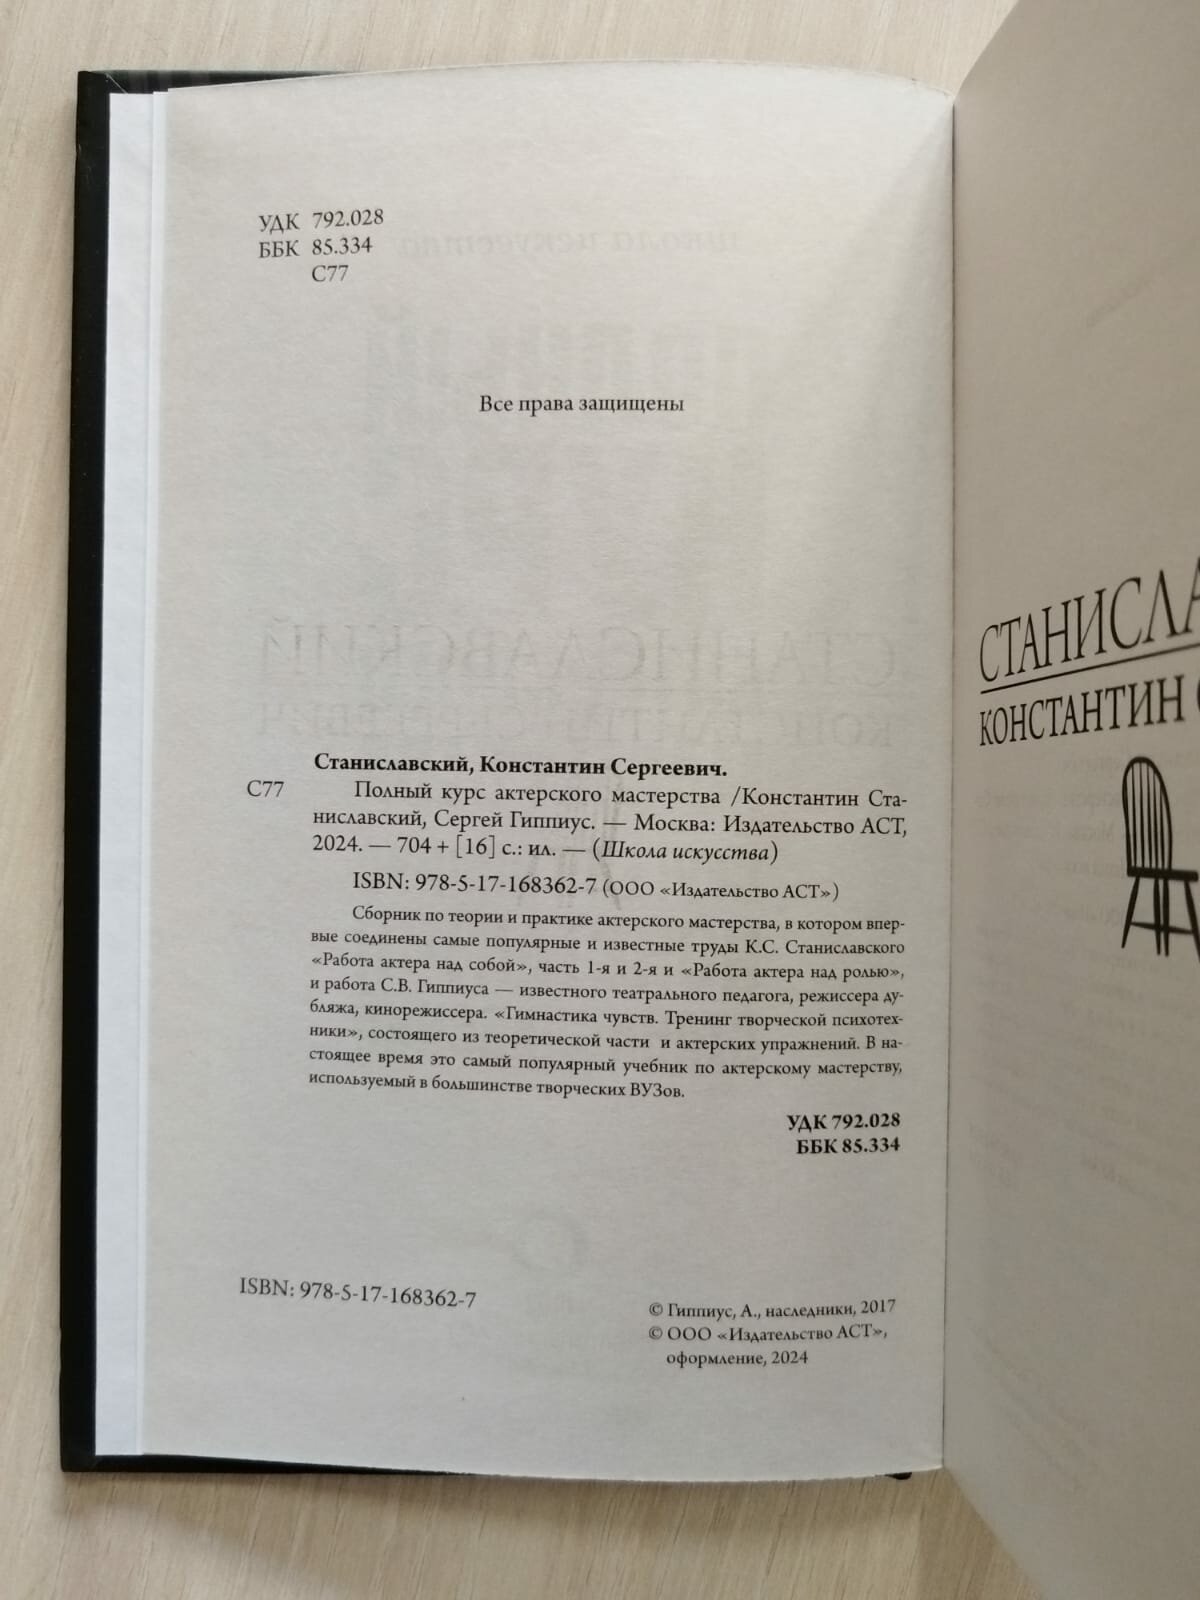 УДК 792.028
ББК 85.334
С77
Все права защищены
Станиславский, Константин Сергеевич.
С77 Полный курс актерского мастерства /Константин Ста-
ниславский, Сергей Гиппиус. — Москва: Издательство АСТ,
2024. — 704 + [16] с.: ил. — (Школа искусства)
ISBN: 978-5-17-168362-7 (ООО «Издательство АСТ»)
Сборник по теории и практике актерского мастерства, в котором впер-
вые соединены самые популярные и известные труды К.С. Станиславского
«Работа актера над собой», часть 1-я и 2-я и «Работа актера над ролью»,
и работа С.В. Гиппиуса — известного театрального педагога, режиссера ду-
бляжа, кинорежиссера. «Гимнастика чувств. Тренинг творческой психотех-
ники», состоящего из теоретической части и актерских упражнений. В на-
стоящее время это самый популярный учебник по актерскому мастерству,
используемый в большинстве творческих ВУЗов.
УДК 792.028
ББК 85.334
ISBN: 978-5-17-168362-7
© Гиппиус, А., наследники, 2017
© ООО «Издательство АСТ»,
оформление, 2024
СТАНИСЛА
КОНСТАНТИН